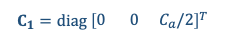 C₁ = diag [0 0 Cₐ/2]ᵀ